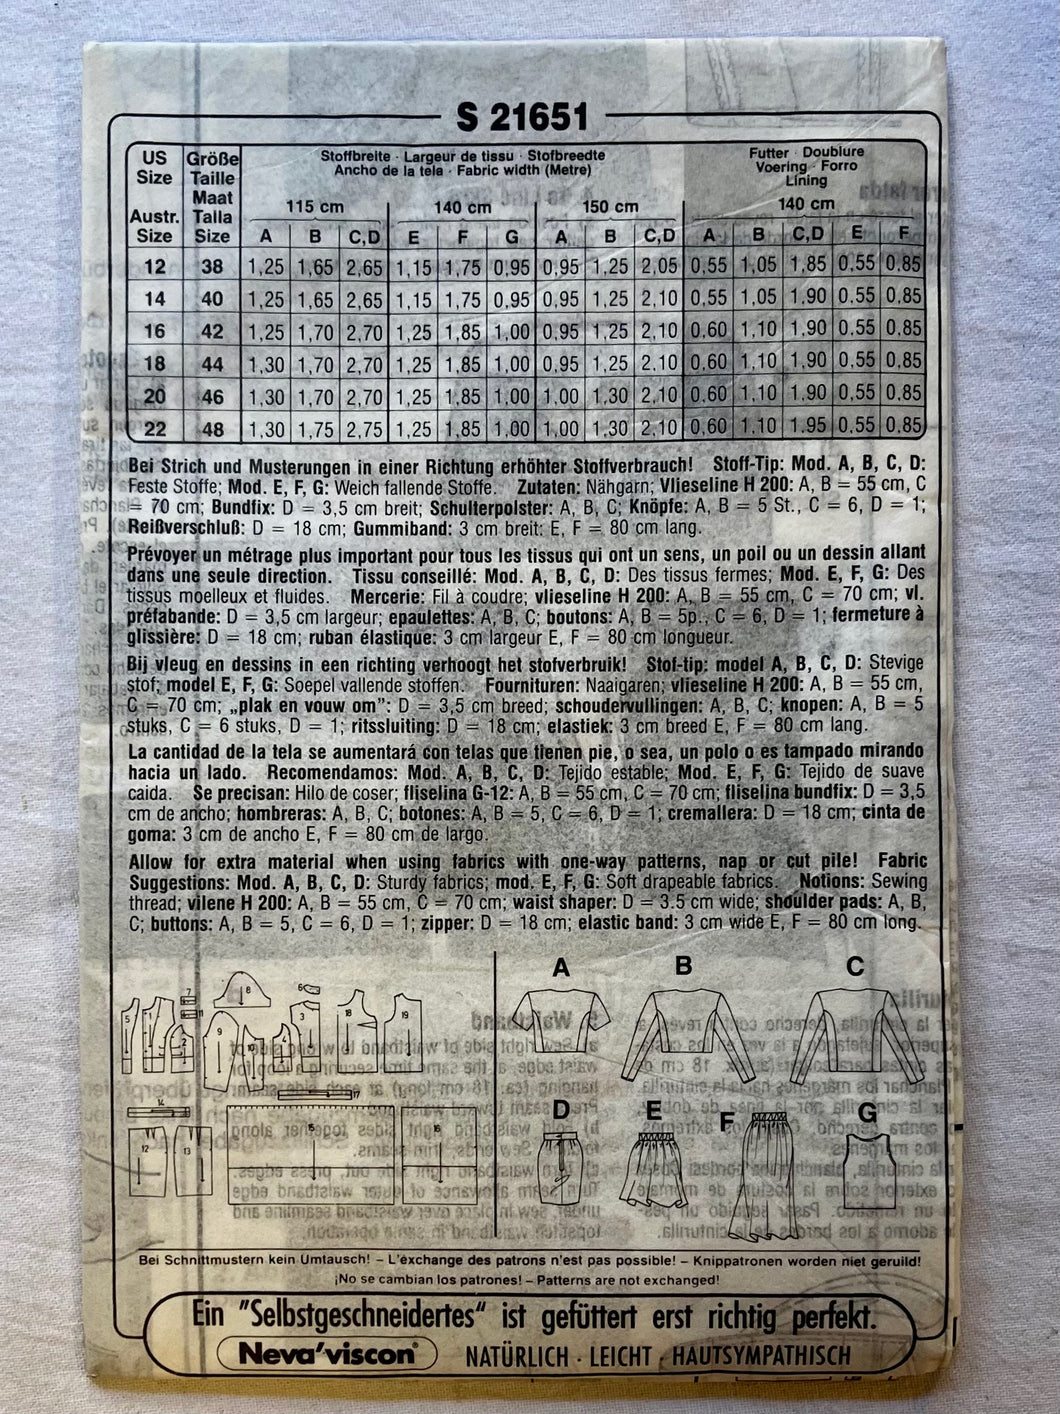 S 21651
US Größe Stoffbreite · Largeur de tissu · Stofbreedte Futter · Doublure
Size Taille Ancho de la tela · Fabric width (Metre) Voering · Forro
Maat Lining
Austr. Talla 115 cm 140 cm 150 cm 140 cm
Size Size A B C,D E F G A B C,D A B C,D E F
12 38 1,25 1,65 2,65 1,15 1,75 0,95 0,95 1,25 2,05 0,55 1,05 1,85 0,55 0,85
14 40 1,25 1,65 2,65 1,15 1,75 0,95 0,95 1,25 2,10 0,55 1,05 1,90 0,55 0,85
16 42 1,25 1,70 2,70 1,25 1,85 1,00 0,95 1,25 2,10 0,60 1,10 1,90 0,55 0,85
18 44 1,30 1,70 2,70 1,25 1,85 1,00 0,95 1,25 2,10 0,60 1,10 1,90 0,55 0,85
20 46 1,30 1,70 2,70 1,25 1,85 1,00 1,00 1,30 2,10 0,60 1,10 1,90 0,55 0,85
22 48 1,30 1,75 2,75 1,25 1,85 1,00 1,00 1,30 2,10 0,60 1,10 1,95 0,55 0,85
Bei Strich und Musterungen in einer Richtung erhöhter Stoffverbrauch! Stoff-Tip: Mod. A, B, C, D:
Feste Stoffe; Mod. E, F, G: Weich fallende Stoffe. Zutaten: Nähgarn; Vlieseline H 200: A, B = 55 cm, C
= 70 cm; Bundfix: D = 3,5 cm breit; Schulterpolster: A, B, C; Knöpfe: A, B = 5 St., C = 6, D = 1;
Reißverschluß: D = 18 cm; Gummiband: 3 cm breit: E, F = 80 cm lang.
Prévoyer un métrage plus important pour tous les tissus qui ont un sens, un poil ou un dessin allant
dans une seule direction. Tissu conseillé: Mod. A, B, C, D: Des tissus fermes; Mod. E, F, G: Des
tissus moelleux et fluides. Mercerie: Fil à coudre; vlieseline H 200: A, B = 55 cm, C = 70 cm; vl.
préfabande: D = 3,5 cm largeur; epaulettes: A, B, C; boutons: A, B = 5p., C = 6, D = 1; fermeture à
glissière: D = 18 cm; ruban élastique: 3 cm largeur E, F = 80 cm longueur.
Bij vleug en dessins in een richting verhoogt het stofverbruik! Stof-tip: model A, B, C, D: Stevige
stof; model E, F, G: Soepel vallende stoffen. Fournituren: Naaigaren; vlieseline H 200: A, B = 55 cm,
C = 70 cm; „plak en vouw om": D = 3,5 cm breed; schoudervullingen: A, B, C; knopen: A, B = 5
stuks, C = 6 stuks, D = 1; ritssluiting: D = 18 cm; elastiek: 3 cm breed E, F = 80 cm lang.
La cantidad de la tela se aumentará con telas que tienen pie, o sea, un polo o es tampado mirando
hacia un lado. Recomendamos: Mod. A, B, C, D: Tejido estable; Mod. E, F, G: Tejido de suave
caida. Se precisan: Hilo de coser; fliselina G-12: A, B = 55 cm, C = 70 cm; fliselina bundfix: D = 3,5
cm de ancho; hombreras: A, B, C; botones: A, B = 5, C = 6, D = 1; cremallera: D = 18 cm; cinta de
goma: 3 cm de ancho E, F = 80 cm de largo.
Allow for extra material when using fabrics with one-way patterns, nap or cut pile! Fabric
Suggestions: Mod. A, B, C, D: Sturdy fabrics; mod. E, F, G: Soft drapeable fabrics. Notions: Sewing
thread; vilene H 200: A, B = 55 cm, C = 70 cm; waist shaper: D = 3.5 cm wide; shoulder pads: A, B,
C; buttons: A, B = 5, C = 6, D = 1; zipper: D = 18 cm; elastic band: 3 cm wide E, F = 80 cm long.
A B C
D E F G
5 1 7 11 2 8 9 10 4 6 3 18 19
14 12 13 17 15 16
Bei Schnittmustern kein Umtausch! – L'éxchange des patrons n'est pas possible! – Knippatronen worden niet geruild!
¡No se cambian los patrones! – Patterns are not exchanged!
Ein "Selbstgeschneidertes" ist gefüttert erst richtig perfekt.
Neva'viscon® NATÜRLICH · LEICHT · HAUTSYMPATHISCH